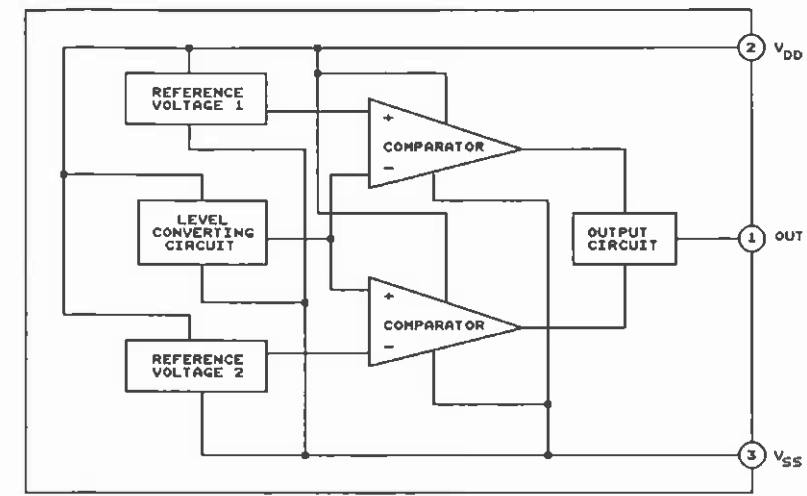 2 VDD
REFERENCE
VOLTAGE 1
+
COMPARATOR
−
LEVEL
CONVERTING
CIRCUIT
OUTPUT
CIRCUIT
1 OUT
+
COMPARATOR
−
REFERENCE
VOLTAGE 2
3 VSS